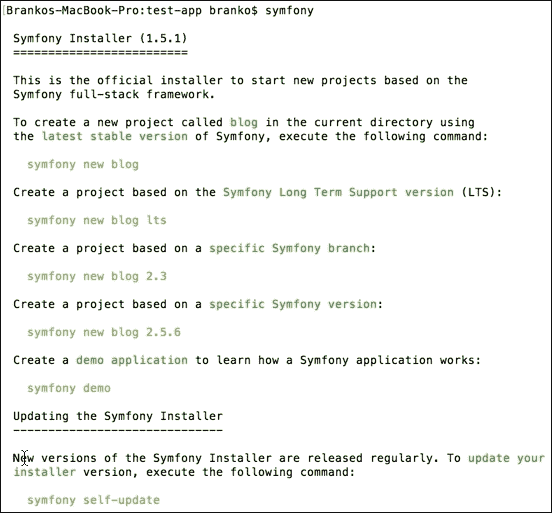 Brankos-MacBook-Pro:test-app branko$ symfony
Symfony Installer (1.5.1)
=========================
This is the official installer to start new projects based on the
Symfony full-stack framework.
To create a new project called blog in the current directory using
the latest stable version of Symfony, execute the following command:
symfony new blog
Create a project based on the Symfony Long Term Support version (LTS):
symfony new blog lts
Create a project based on a specific Symfony branch:
symfony new blog 2.3
Create a project based on a specific Symfony version:
symfony new blog 2.5.6
Create a demo application to learn how a Symfony application works:
symfony demo
Updating the Symfony Installer
------------------------------
New versions of the Symfony Installer are released regularly. To update your
installer version, execute the following command:
symfony self-update